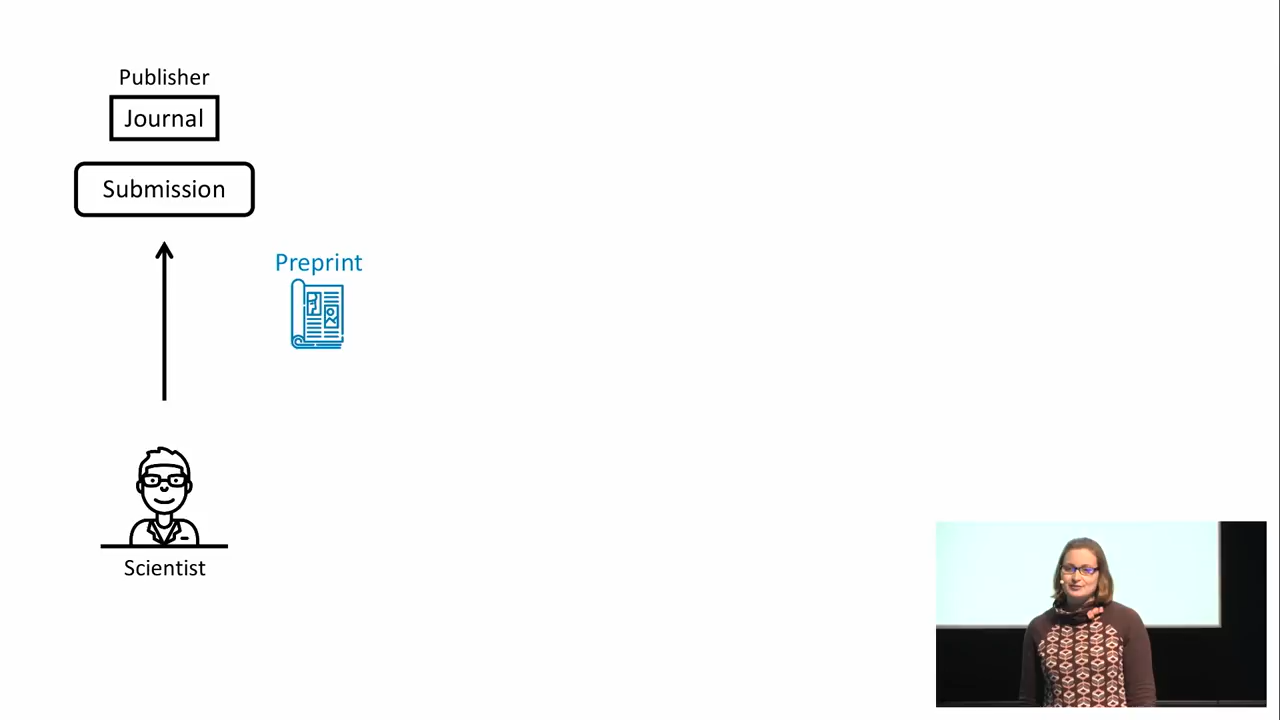 Publisher
Journal
Submission
Preprint
Scientist